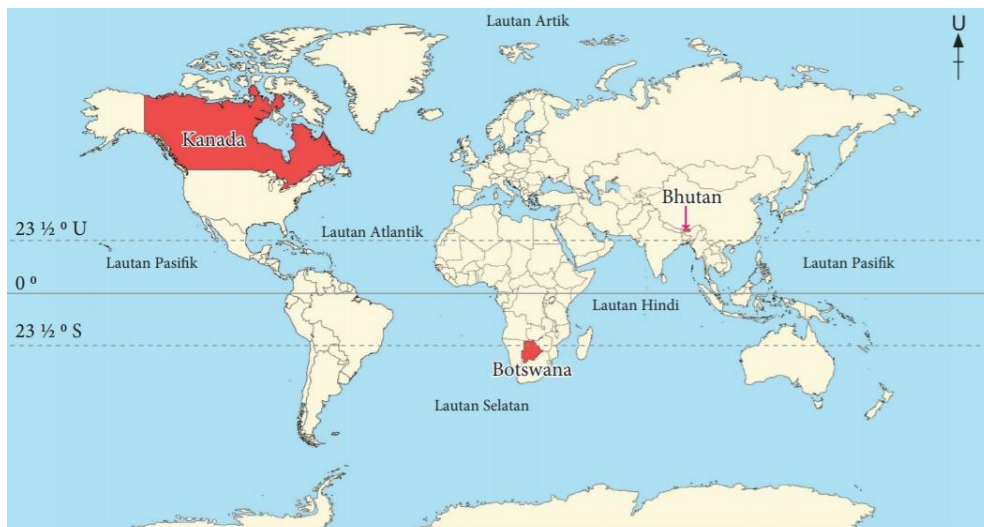 Lautan Artik
U
Kanada
Bhutan
23 ½ º U
Lautan Atlantik
Lautan Pasifik
Lautan Pasifik
0 º
Lautan Hindi
23 ½ º S
Botswana
Lautan Selatan